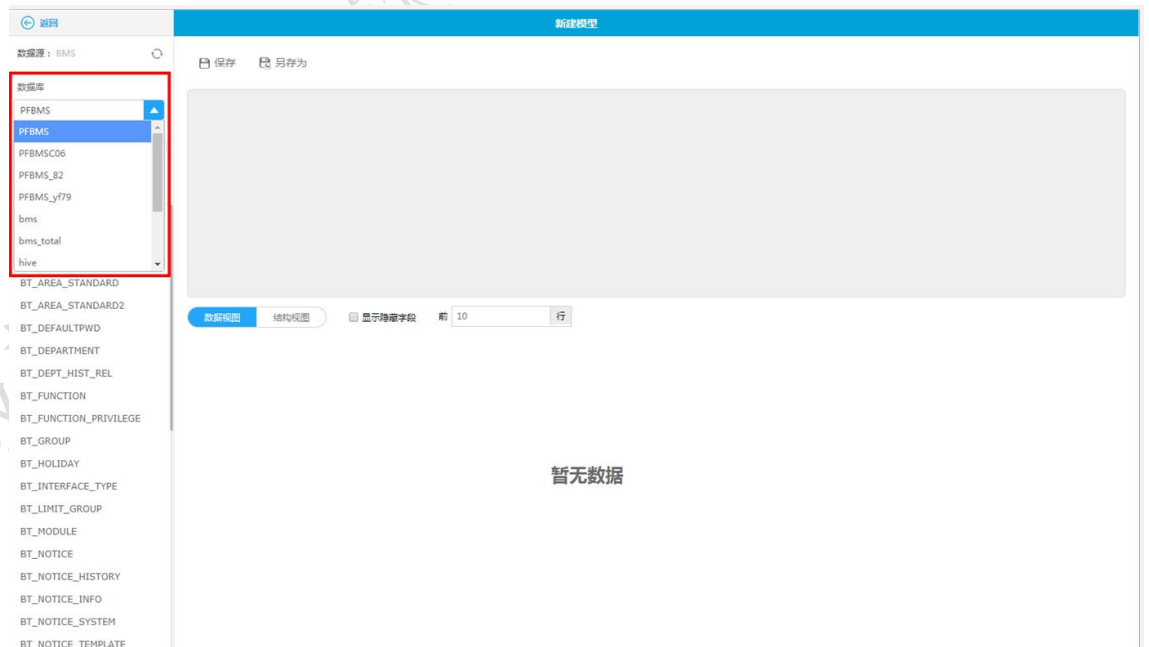 返回
新建模型
数据源：BMS
保存 另存为
数据库
PFBMS
PFBMS
PFBMSC06
PFBMS_82
PFBMS_yf79
bms
bms_total
hive
BT_AREA_STANDARD
BT_AREA_STANDARD2
数据视图 结构视图 显示隐藏字段 前 10 行
BT_DEFAULTPWD
BT_DEPARTMENT
BT_DEPT_HIST_REL
BT_FUNCTION
BT_FUNCTION_PRIVILEGE
BT_GROUP
BT_HOLIDAY
暂无数据
BT_INTERFACE_TYPE
BT_LIMIT_GROUP
BT_MODULE
BT_NOTICE
BT_NOTICE_HISTORY
BT_NOTICE_INFO
BT_NOTICE_SYSTEM
BT_NOTICE_TEMPLATE